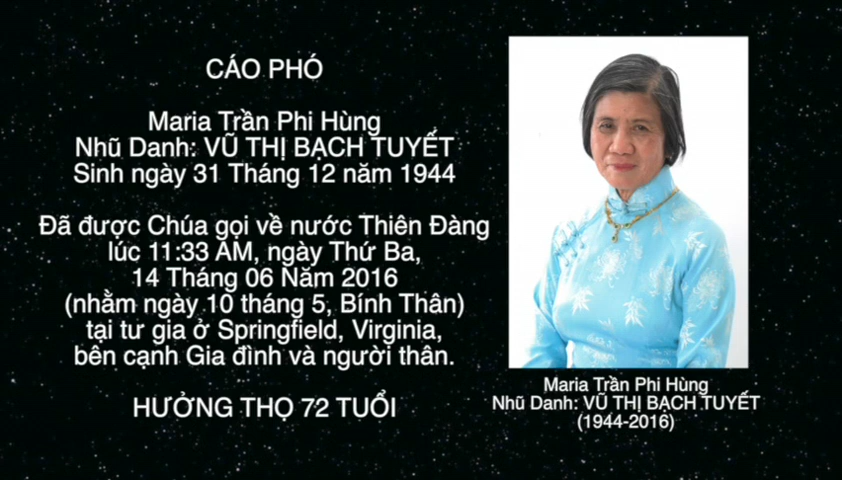 CÁO PHÓ
Maria Trần Phi Hùng
Nhũ Danh: VŨ THỊ BẠCH TUYẾT
Sinh ngày 31 Tháng 12 năm 1944
Đã được Chúa gọi về nước Thiên Đàng
lúc 11:33 AM, ngày Thứ Ba,
14 Tháng 06 Năm 2016
(nhằm ngày 10 tháng 5, Bính Thân)
tại tư gia ở Springfield, Virginia,
bên cạnh Gia đình và người thân.
HƯỞNG THỌ 72 TUỔI
Maria Trần Phi Hùng
Nhũ Danh: VŨ THỊ BẠCH TUYẾT
(1944-2016)